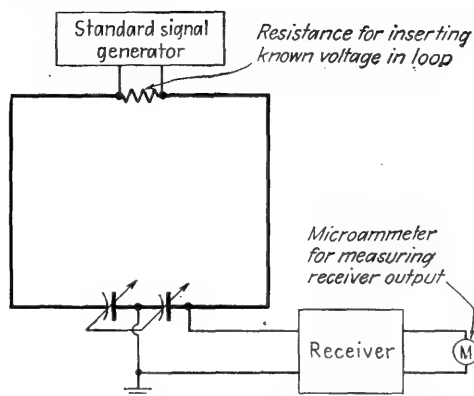 Standard signal
generator
Resistance for inserting
known voltage in loop
Microammeter
for measuring
receiver output
Receiver
M